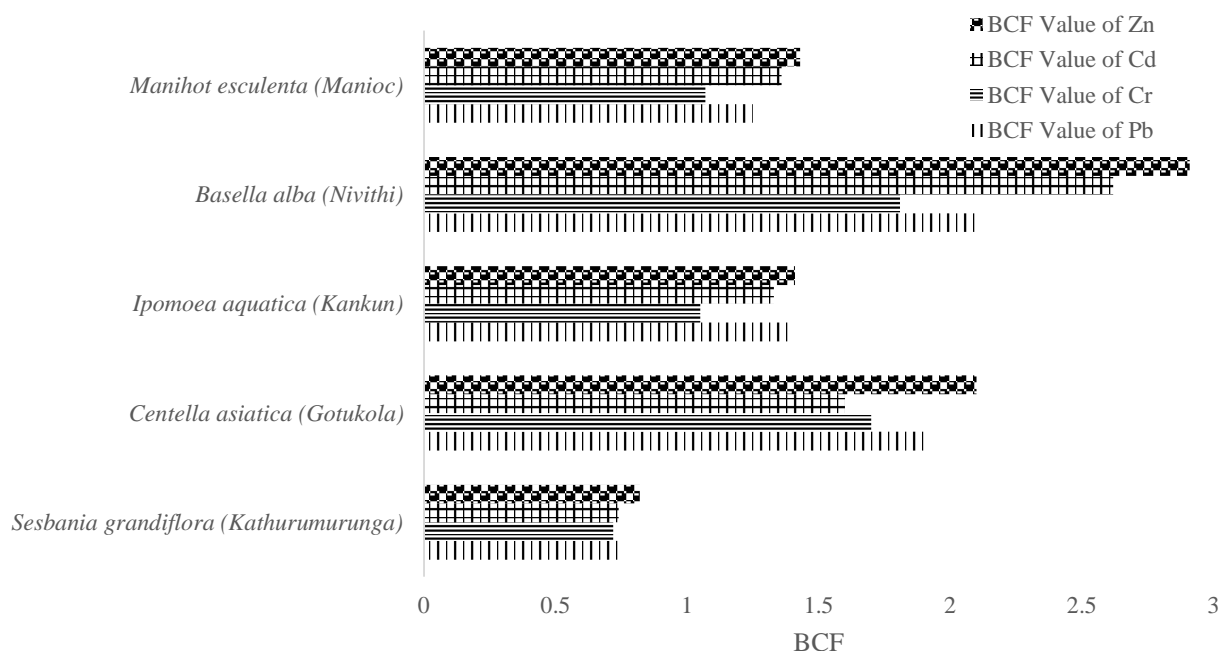 BCF Value of Zn
BCF Value of Cd
BCF Value of Cr
BCF Value of Pb
Manihot esculenta (Manioc)
Basella alba (Nivithi)
Ipomoea aquatica (Kankun)
Centella asiatica (Gotukola)
Sesbania grandiflora (Kathurumurunga)
0 0.5 1 1.5 2 2.5 3
BCF